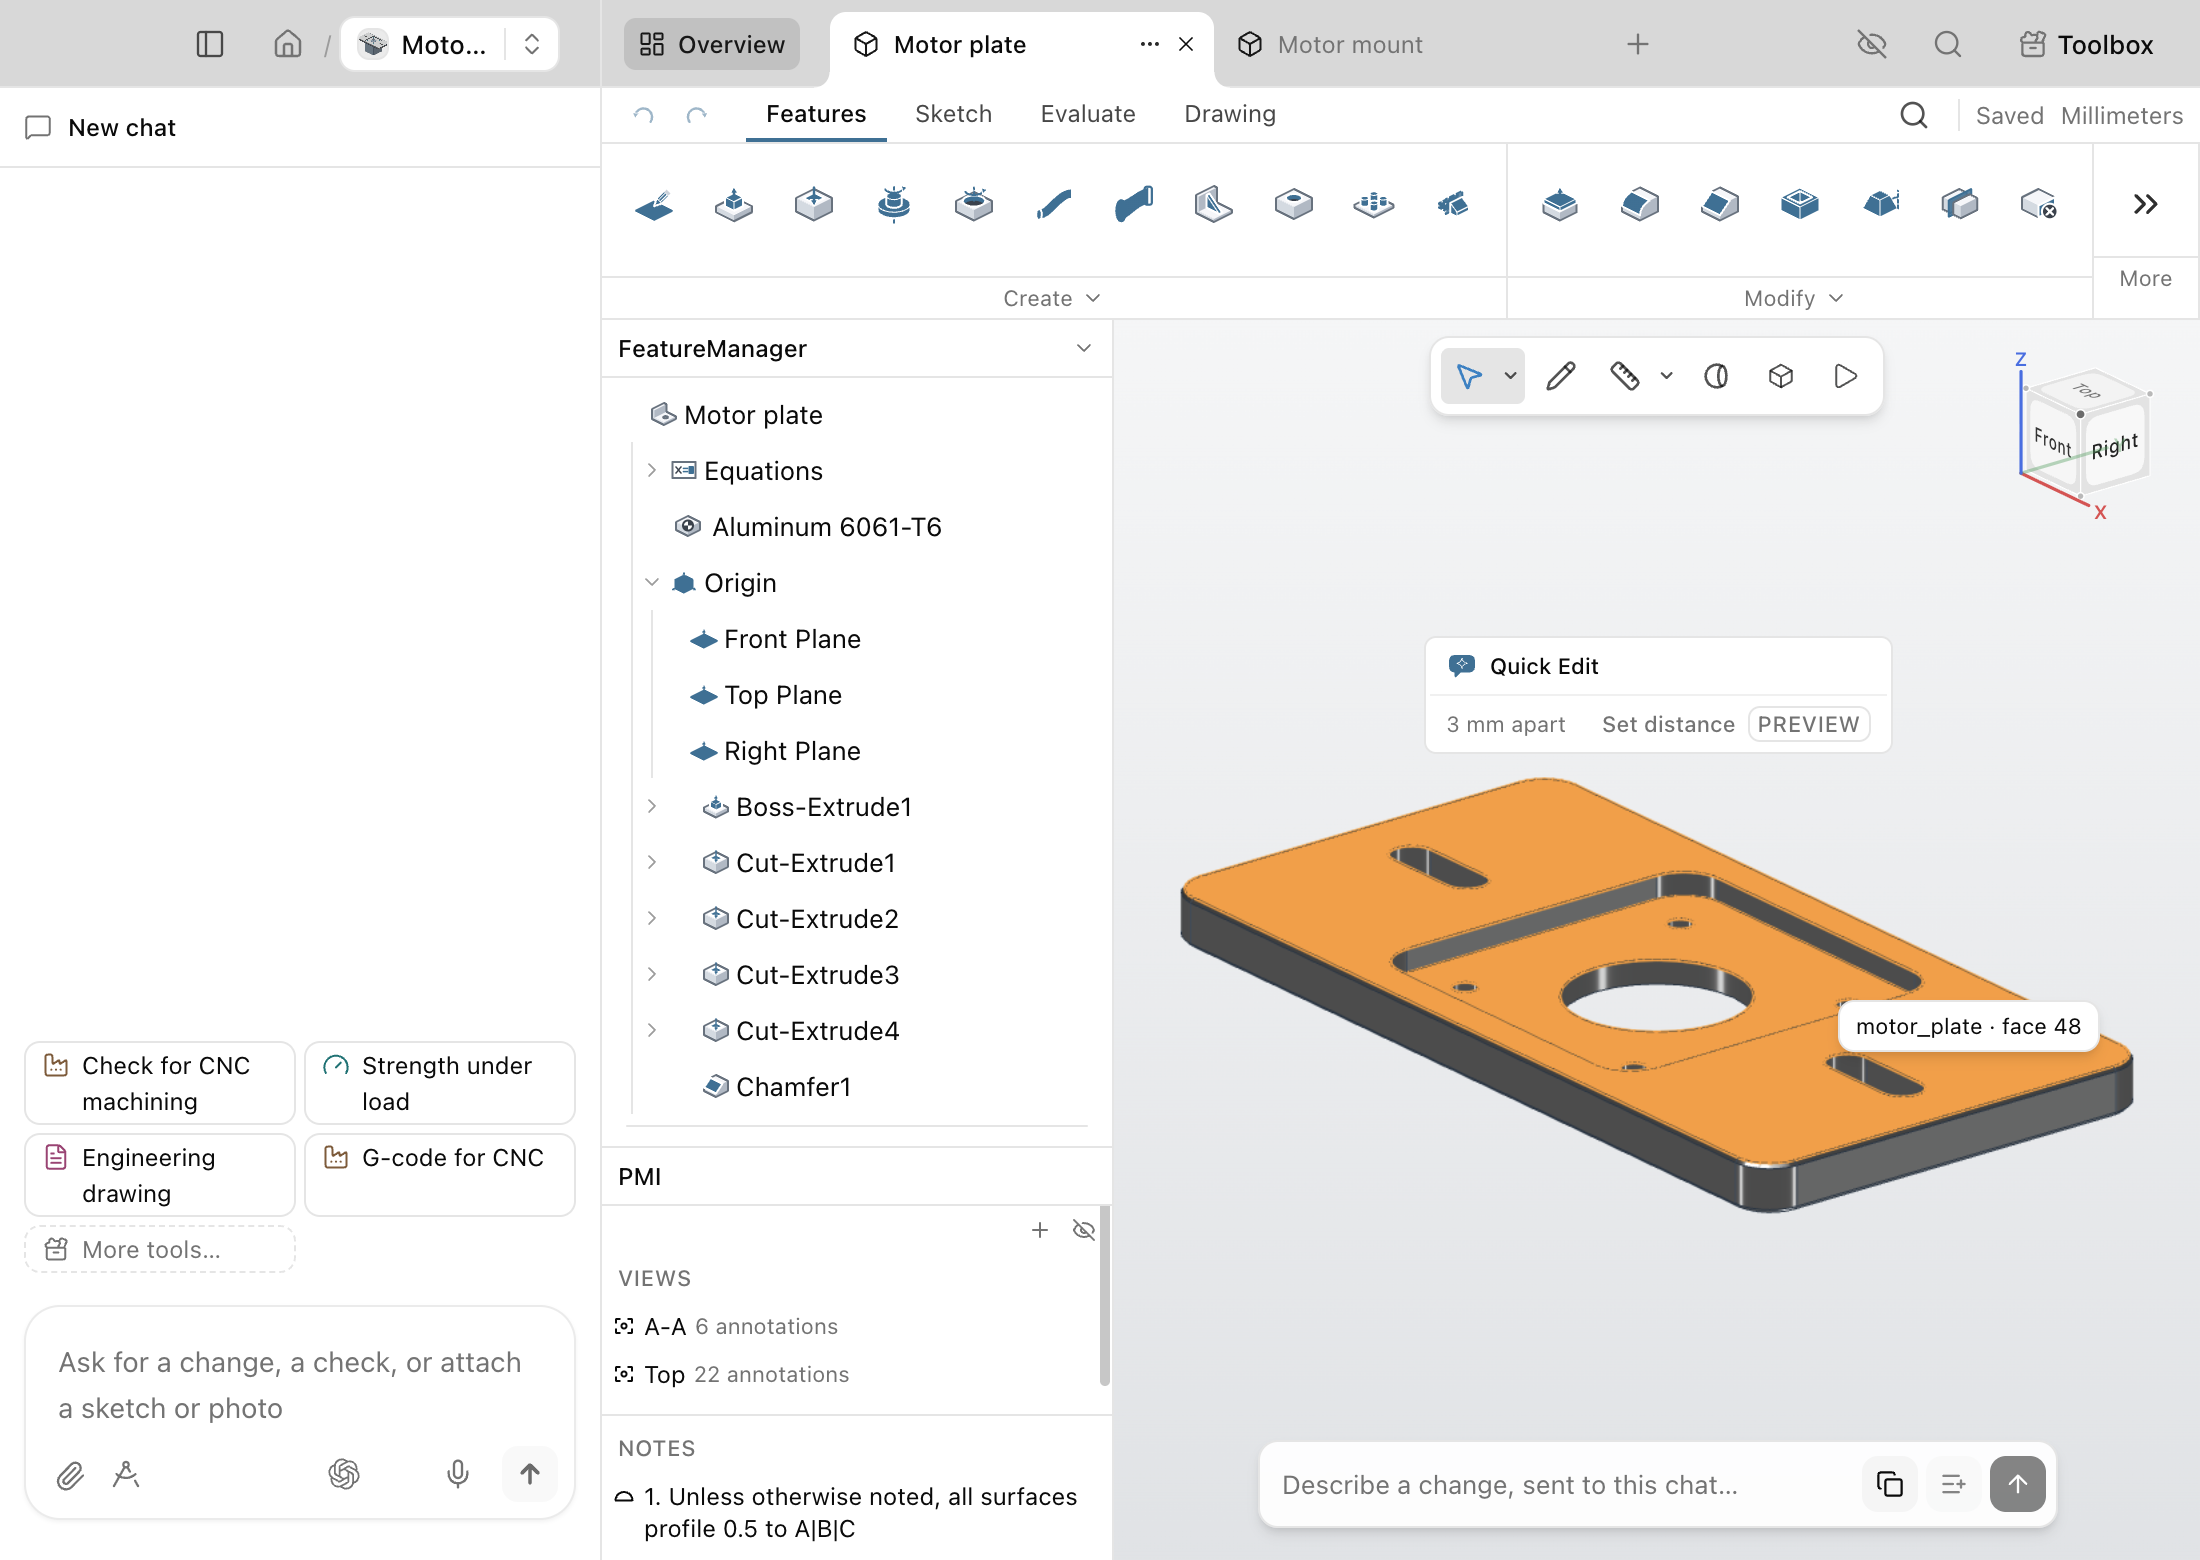 Moto...
Overview
Motor plate
Motor mount
Toolbox
New chat
Features
Sketch
Evaluate
Drawing
Saved
Millimeters
Create
Modify
More
FeatureManager
Motor plate
Equations
Aluminum 6061-T6
Origin
Front Plane
Top Plane
Right Plane
Boss-Extrude1
Cut-Extrude1
Cut-Extrude2
Cut-Extrude3
Cut-Extrude4
Chamfer1
PMI
VIEWS
A-A 6 annotations
Top 22 annotations
NOTES
1. Unless otherwise noted, all surfaces
profile 0.5 to A|B|C
Z
Top
Front
Right
X
Quick Edit
3 mm apart
Set distance
PREVIEW
motor_plate · face 48
Describe a change, sent to this chat...
Check for CNC
machining
Strength under
load
Engineering
drawing
G-code for CNC
More tools...
Ask for a change, a check, or attach
a sketch or photo